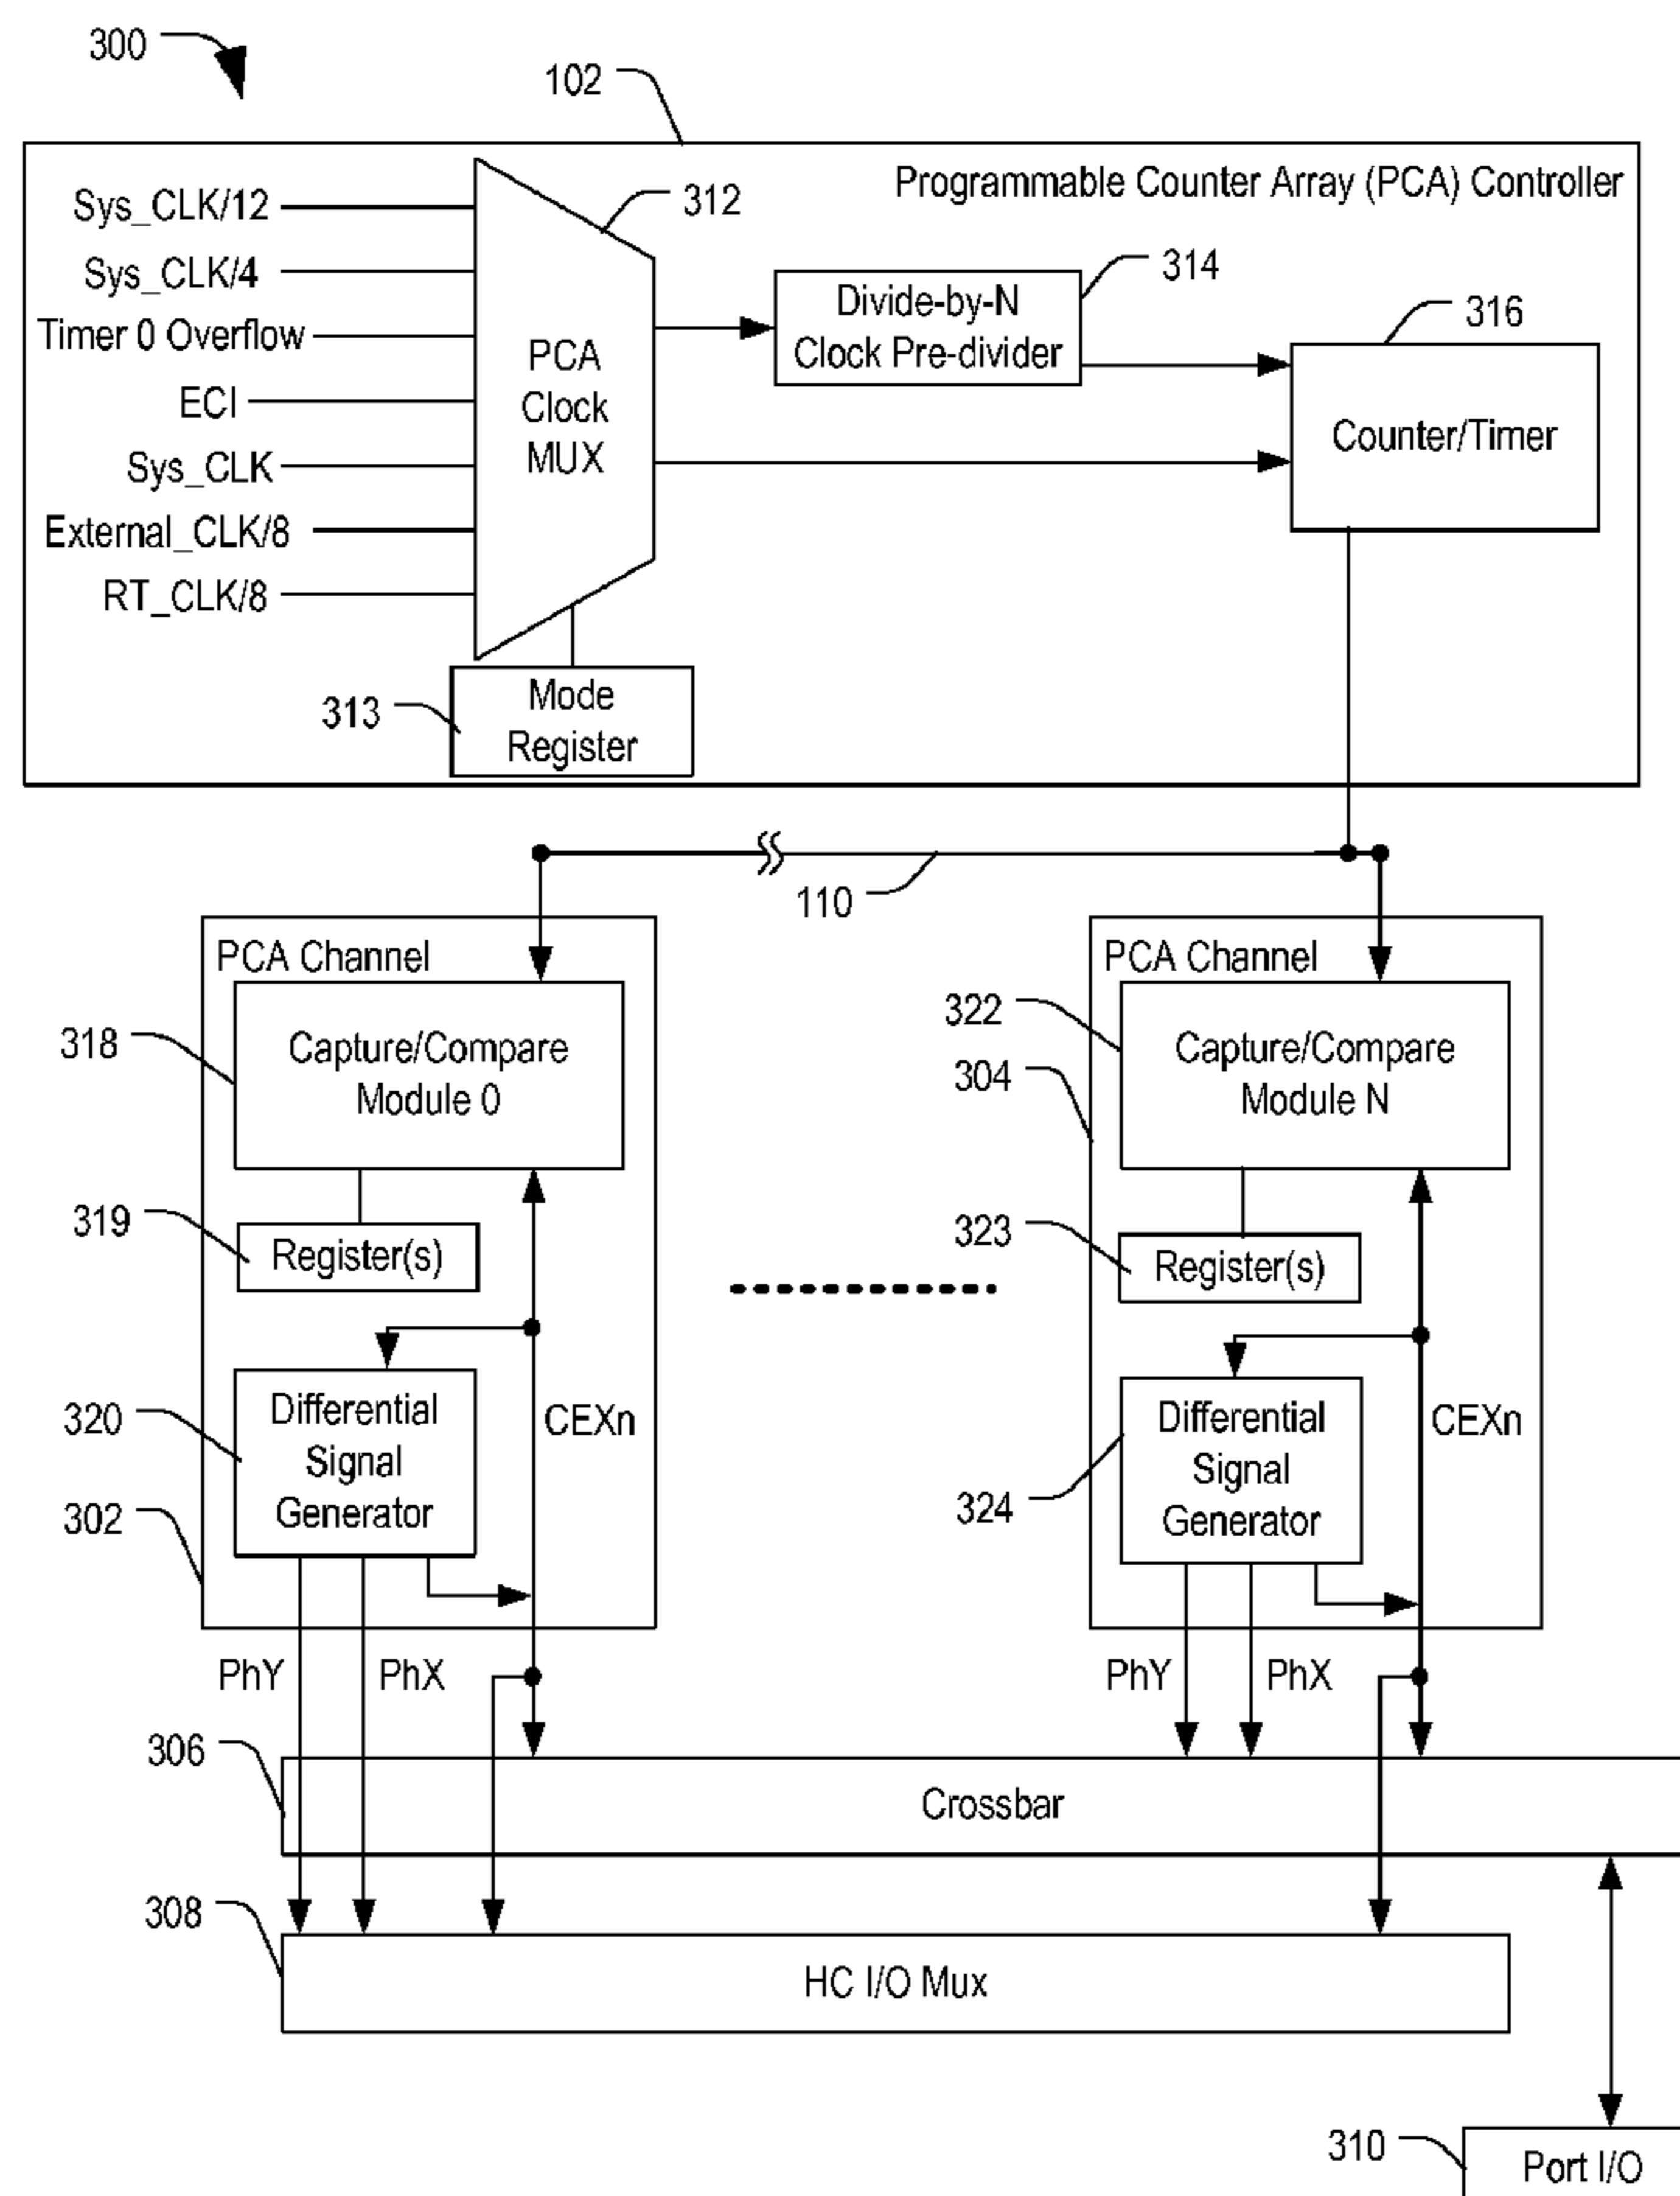 300
102
Programmable Counter Array (PCA) Controller
Sys_CLK/12
312
Sys_CLK/4
314
Divide-by-N
Clock Pre-divider
316
Timer 0 Overflow
PCA
Clock
MUX
ECI
Counter/Timer
Sys_CLK
External_CLK/8
RT_CLK/8
313
Mode
Register
110
PCA Channel
PCA Channel
318
Capture/Compare
Module 0
322
304
Capture/Compare
Module N
319
Register(s)
323
Register(s)
320
Differential
Signal
Generator
CEXn
302
324
Differential
Signal
Generator
CEXn
PhY
PhX
PhY
PhX
306
Crossbar
308
HC I/O Mux
310
Port I/O